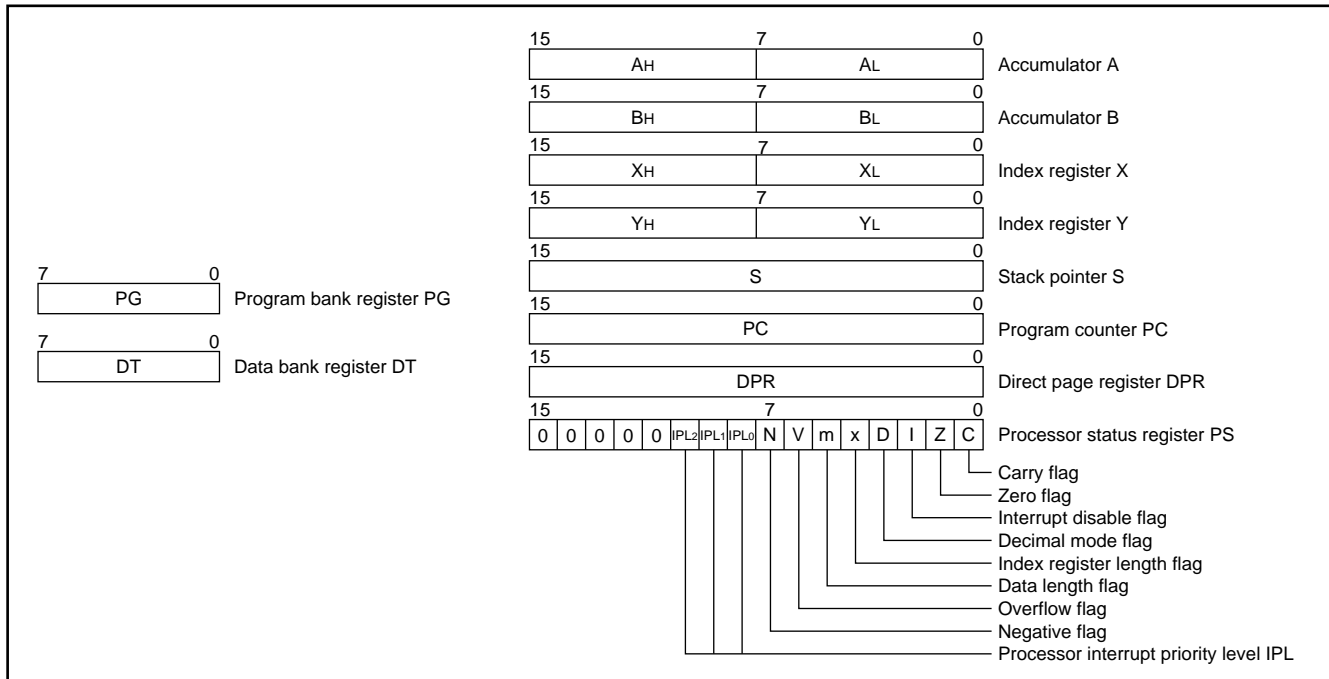 15 7 0
AH AL Accumulator A
15 7 0
BH BL Accumulator B
15 7 0
XH XL Index register X
15 7 0
YH YL Index register Y
15 0
S Stack pointer S
7 0
PG Program bank register PG
15 0
PC Program counter PC
7 0
DT Data bank register DT
15 0
DPR Direct page register DPR
15 7 0
0 0 0 0 0 IPL2 IPL1 IPL0 N V m x D I Z C Processor status register PS
Carry flag
Zero flag
Interrupt disable flag
Decimal mode flag
Index register length flag
Data length flag
Overflow flag
Negative flag
Processor interrupt priority level IPL